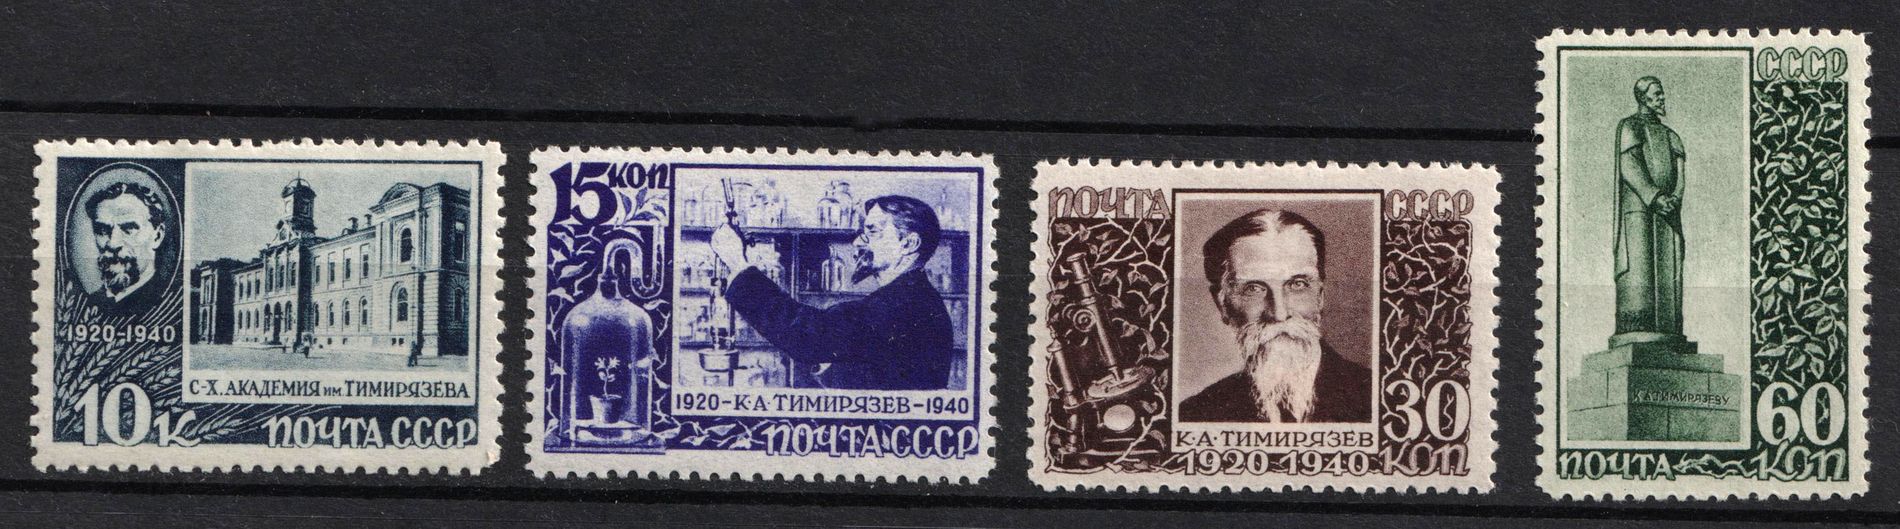 1920-1940
С-Х. АКАДЕМИЯ им ТИМИРЯЗЕВА
10 К ПОЧТА СССР
15 КОП
1920-К·А·ТИМИРЯЗЕВ-1940
ПОЧТА СССР
ПОЧТА СССР
К·А·ТИМИРЯЗЕВ
30
1920-1940 КОП
СССР
К.А.ТИМИРЯЗЕВУ
60
ПОЧТА КОП